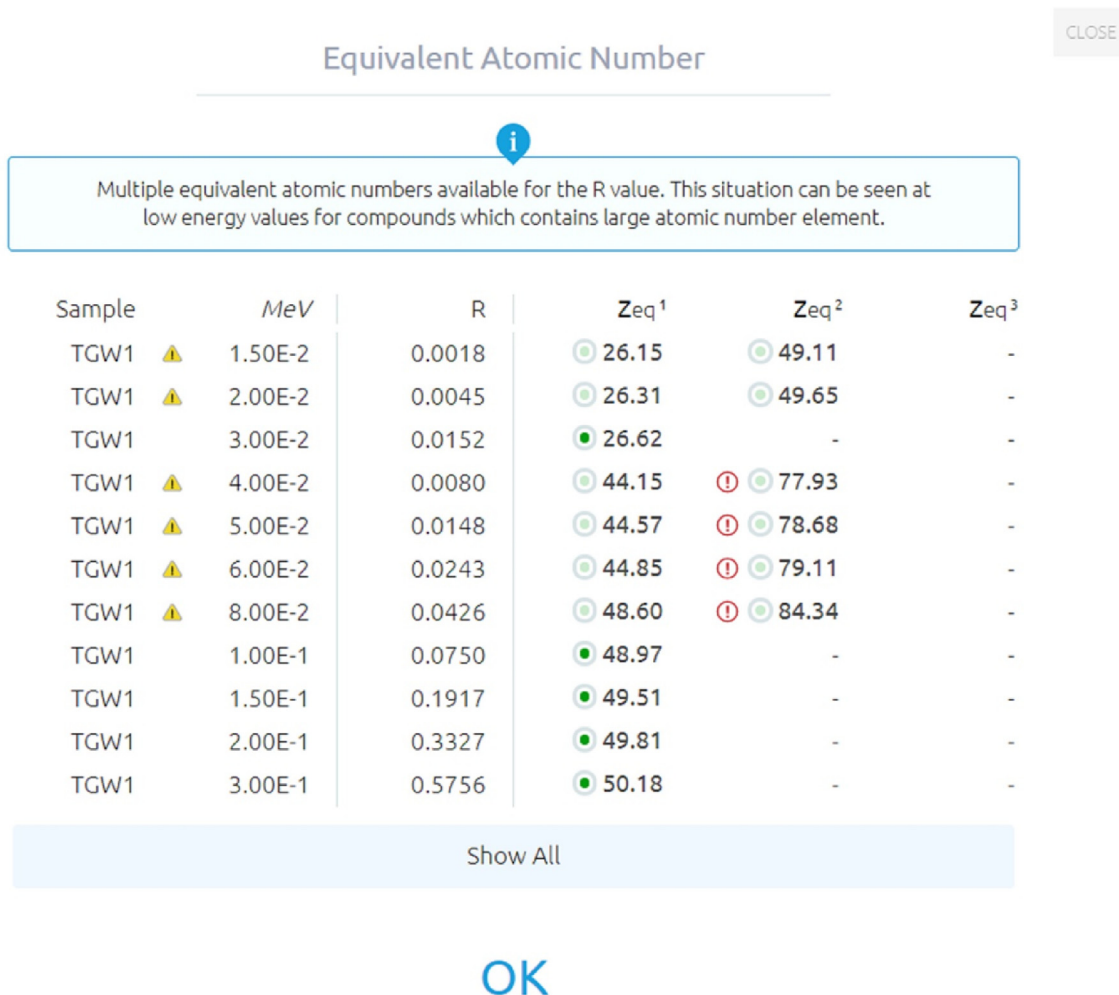 CLOSE
Equivalent Atomic Number
i
Multiple equivalent atomic numbers available for the R value. This situation can be seen at
low energy values for compounds which contains large atomic number element.
Sample MeV R Zeq¹ Zeq² Zeq³
TGW1 1.50E-2 0.0018 26.15 49.11 -
TGW1 2.00E-2 0.0045 26.31 49.65 -
TGW1 3.00E-2 0.0152 26.62 - -
TGW1 4.00E-2 0.0080 44.15 77.93 -
TGW1 5.00E-2 0.0148 44.57 78.68 -
TGW1 6.00E-2 0.0243 44.85 79.11 -
TGW1 8.00E-2 0.0426 48.60 84.34 -
TGW1 1.00E-1 0.0750 48.97 - -
TGW1 1.50E-1 0.1917 49.51 - -
TGW1 2.00E-1 0.3327 49.81 - -
TGW1 3.00E-1 0.5756 50.18 - -
Show All
OK